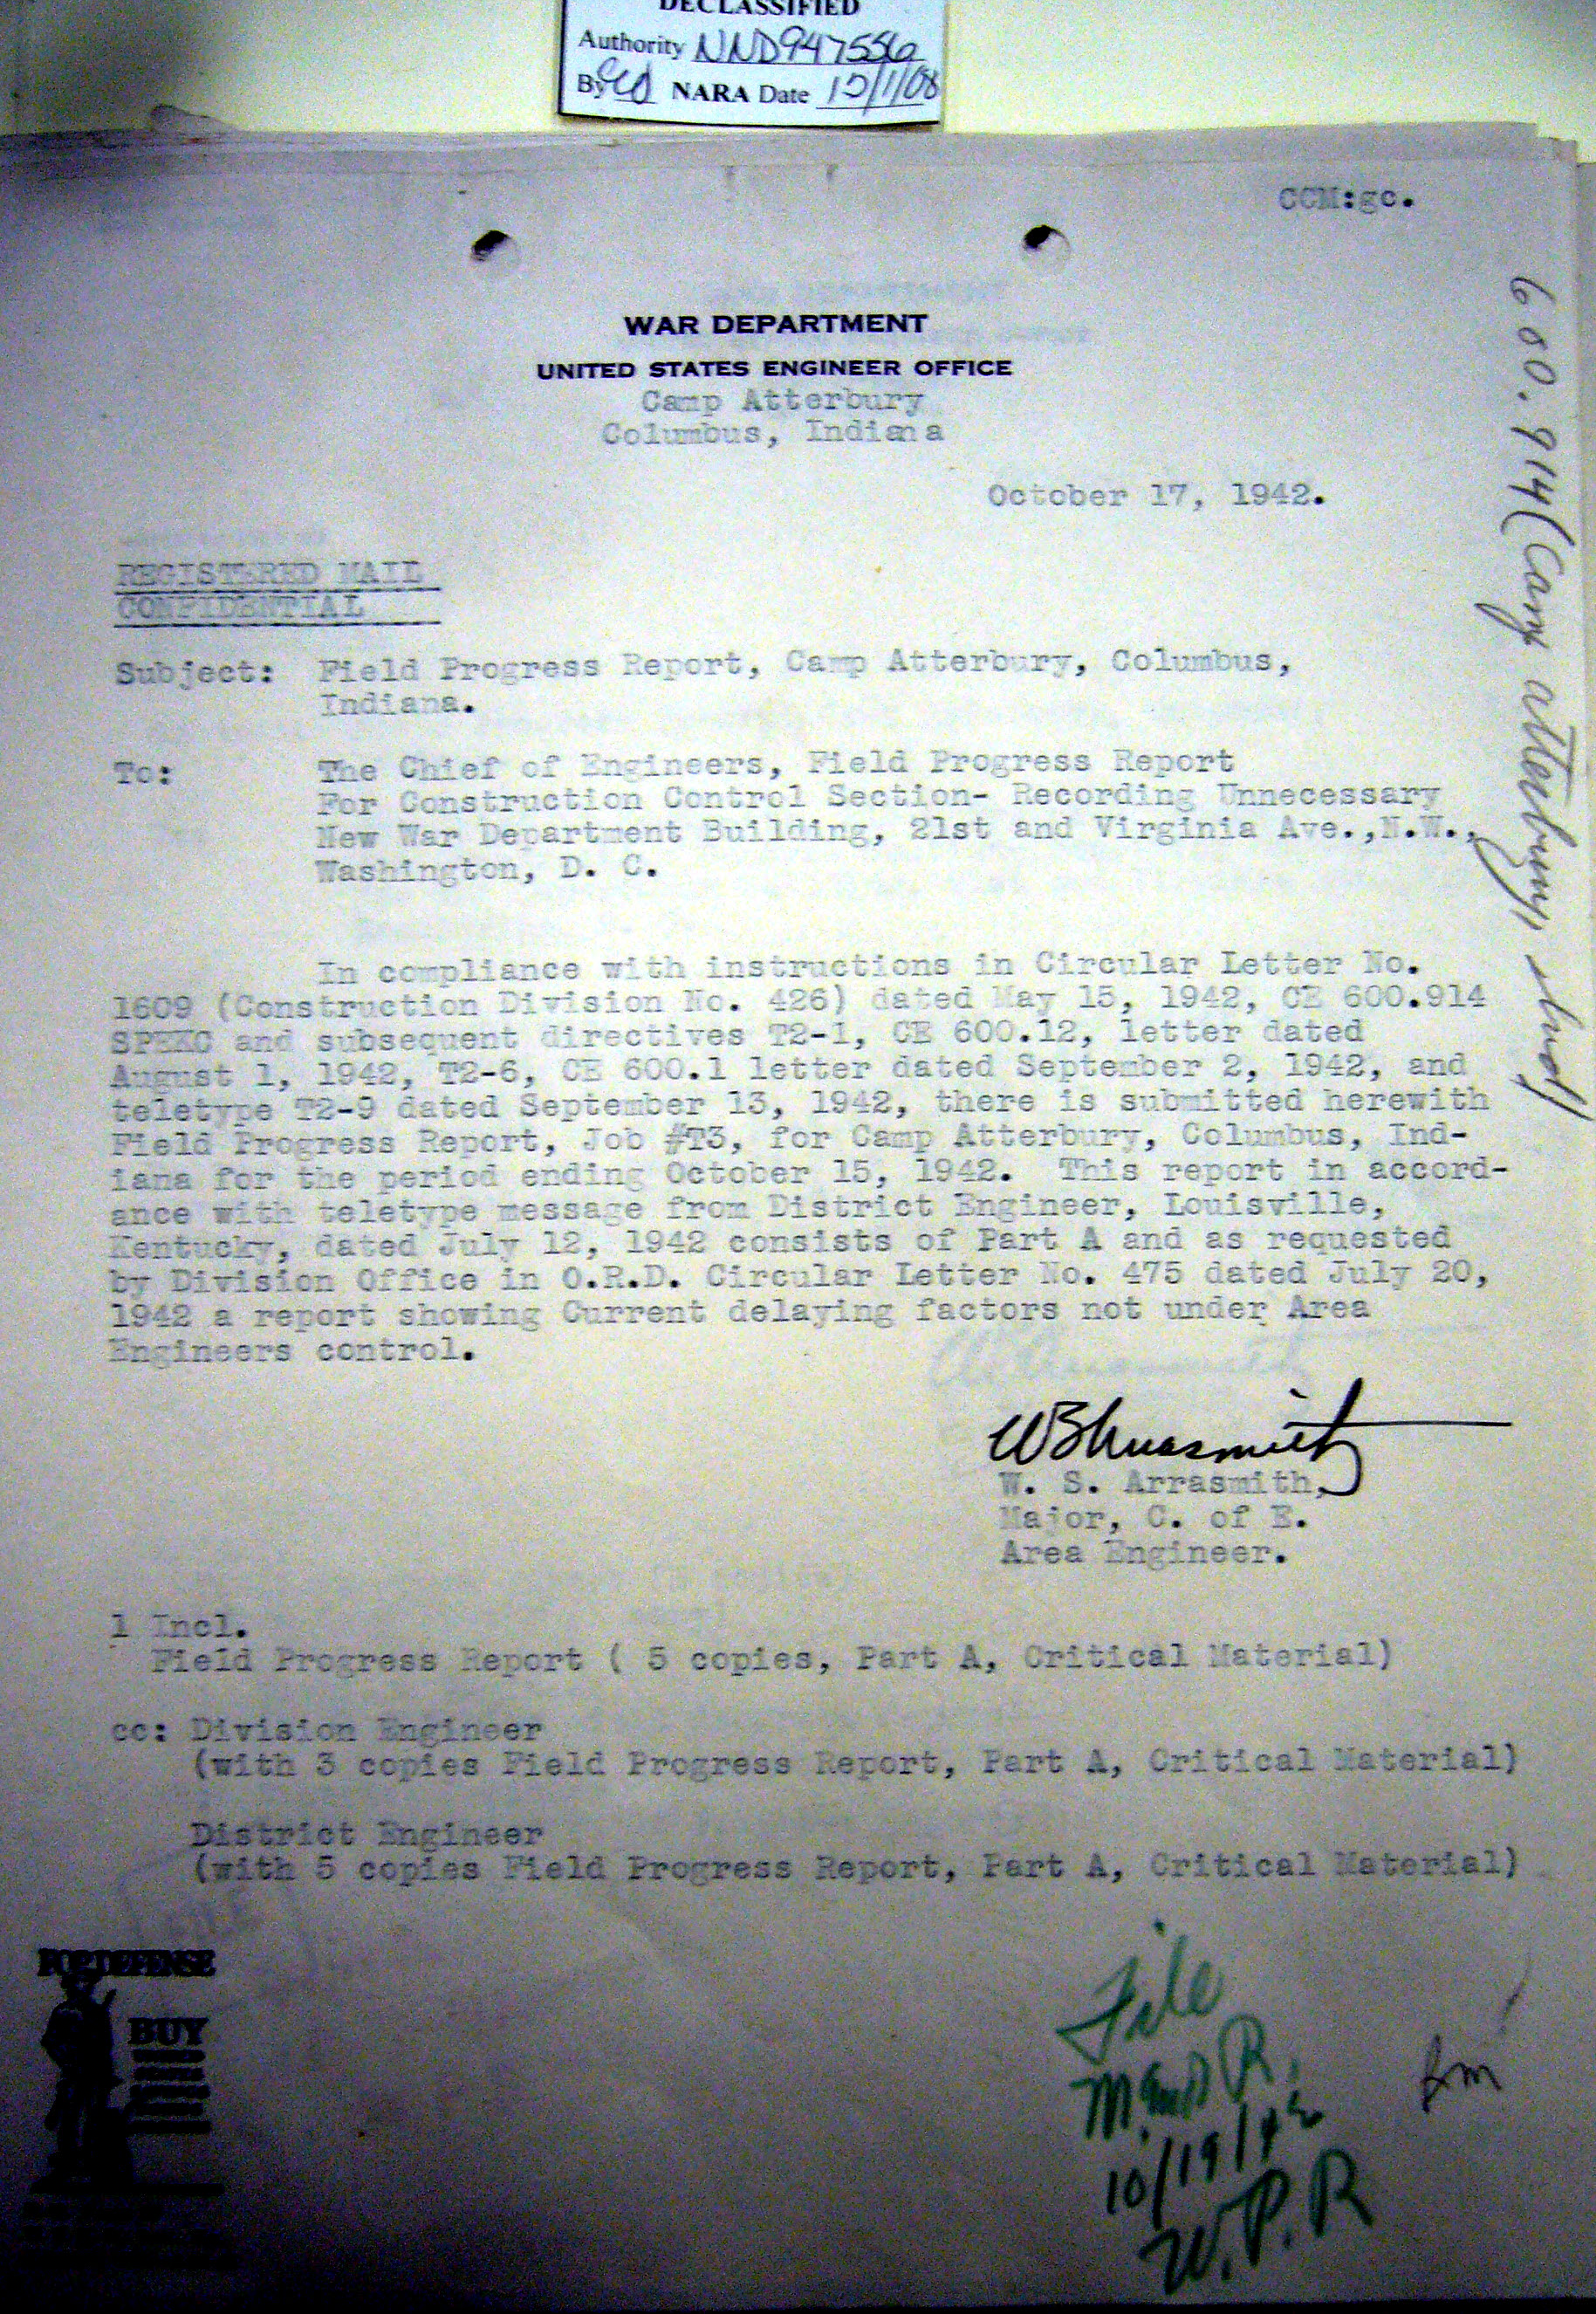 DECLASSIFIED
Authority NND947556
By NARA Date 12/1/08
CCM:gc.
WAR DEPARTMENT
UNITED STATES ENGINEER OFFICE
Camp Atterbury
Columbus, Indiana
October 17, 1942.
REGISTERED MAIL
CONFIDENTIAL
Subject: Field Progress Report, Camp Atterbury, Columbus,
Indiana.
To: The Chief of Engineers, Field Progress Report
For Construction Control Section- Recording Unnecessary
New War Department Building, 21st and Virginia Ave.,N.W.,
Washington, D. C.
In compliance with instructions in Circular Letter No.
1609 (Construction Division No. 426) dated May 15, 1942, CE 600.914
SPEKC and subsequent directives T2-1, CE 600.12, letter dated
August 1, 1942, T2-6, CE 600.1 letter dated September 2, 1942, and
teletype T2-9 dated September 13, 1942, there is submitted herewith
Field Progress Report, Job #T3, for Camp Atterbury, Columbus, Ind-
iana for the period ending October 15, 1942. This report in accord-
ance with teletype message from District Engineer, Louisville,
Kentucky, dated July 12, 1942 consists of Part A and as requested
by Division Office in O.R.D. Circular Letter No. 475 dated July 20,
1942 a report showing Current delaying factors not under Area
Engineers control.
W. S. Arrasmith,
Major, C. of E.
Area Engineer.
1 Incl.
Field Progress Report ( 5 copies, Part A, Critical Material)
cc: Division Engineer
(with 3 copies Field Progress Report, Part A, Critical Material)
District Engineer
(with 5 copies Field Progress Report, Part A, Critical Material)
FOR DEFENSE
BUY
File
M. and R.
10/19/42
W.P.R
600.914 (Camp Atterbury, Ind)